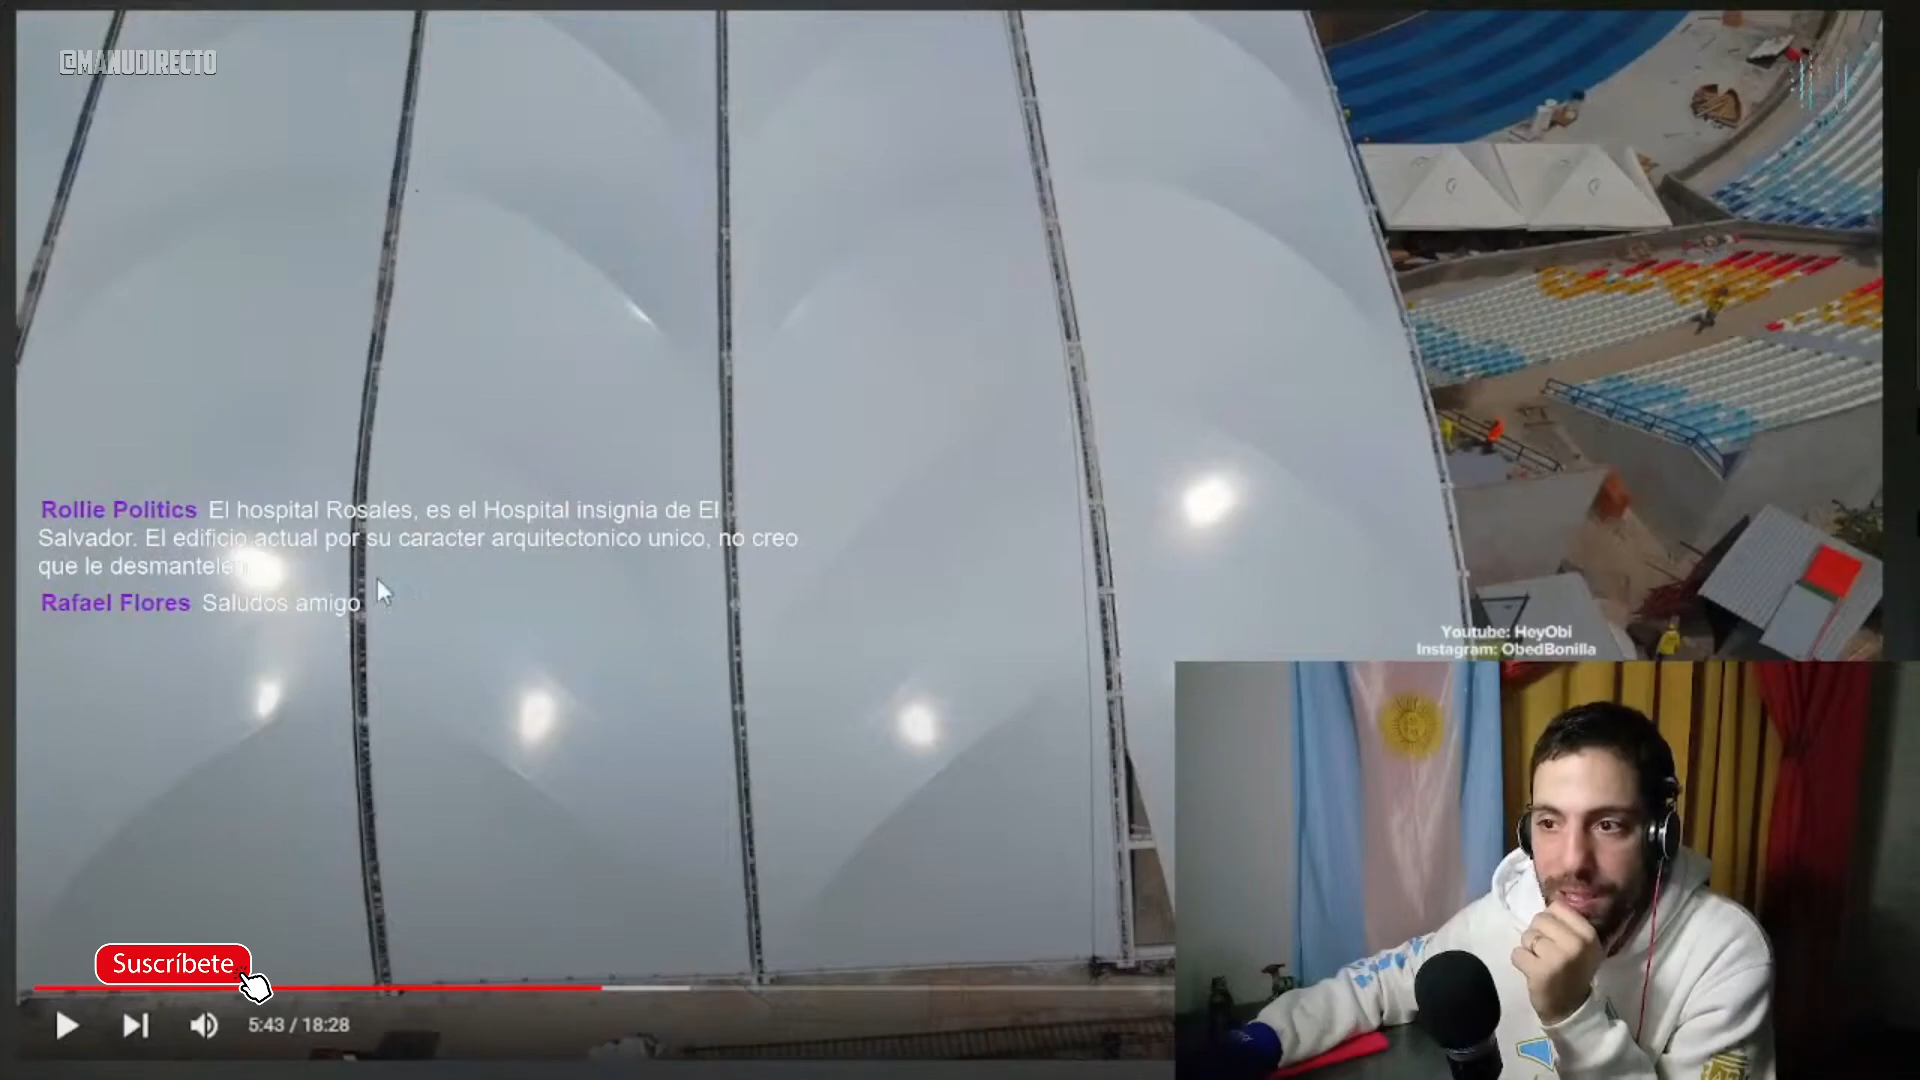 @MANUDIRECTO
Rollie Politics El hospital Rosales, es el Hospital insignia de El
Salvador. El edificio actual por su caracter arquitectonico unico, no creo
que le desmantelen
Rafael Flores Saludos amigo
Youtube: HeyObi
Instagram: ObedBonilla
Suscríbete
5:43 / 18:28